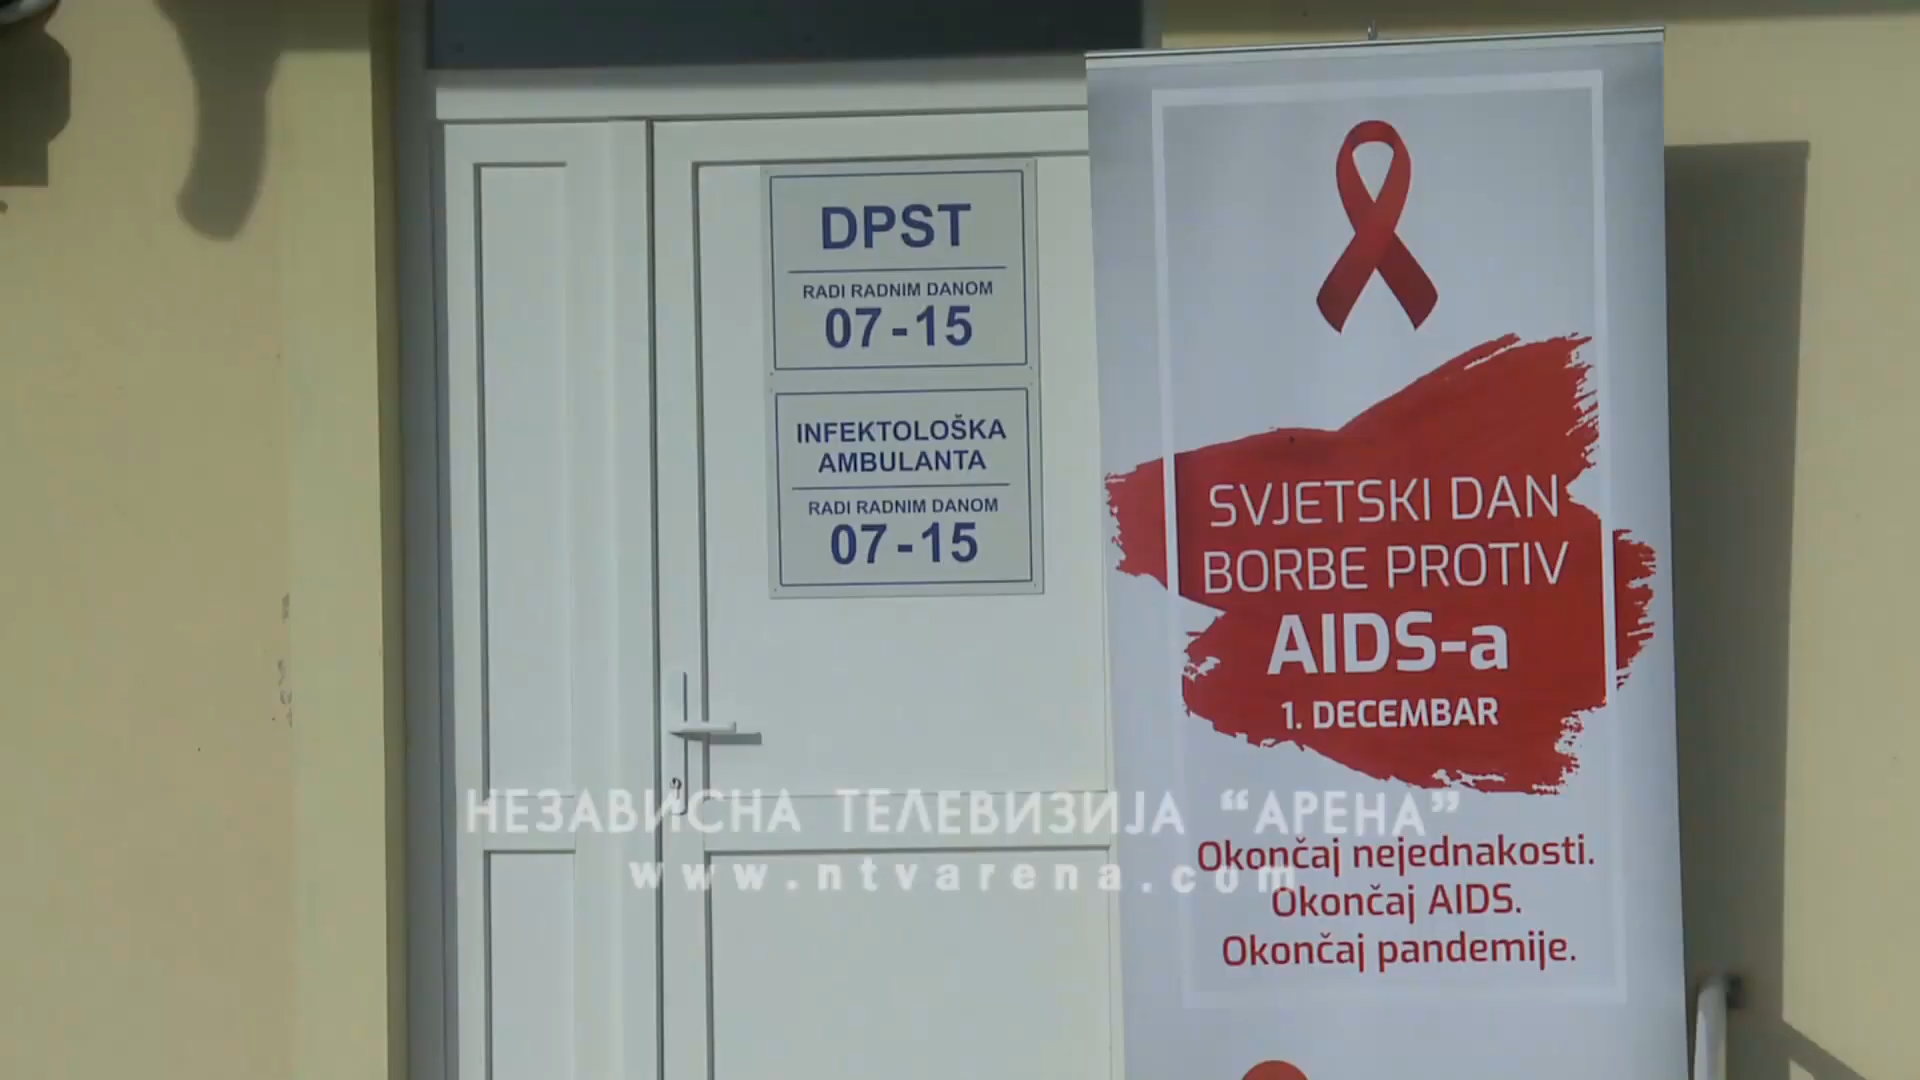 DPST
RADI RADNIM DANOM
07-15
INFEKTOLOŠKA
AMBULANTA
RADI RADNIM DANOM
07-15
SVJETSKI DAN
BORBE PROTIV
AIDS-a
1. DECEMBAR
Okončaj nejednakosti.
Okončaj AIDS.
Okončaj pandemije.
НЕЗАВИСНА ТЕЛЕВИЗИЈА “АРЕНА”
www.ntvarena.com